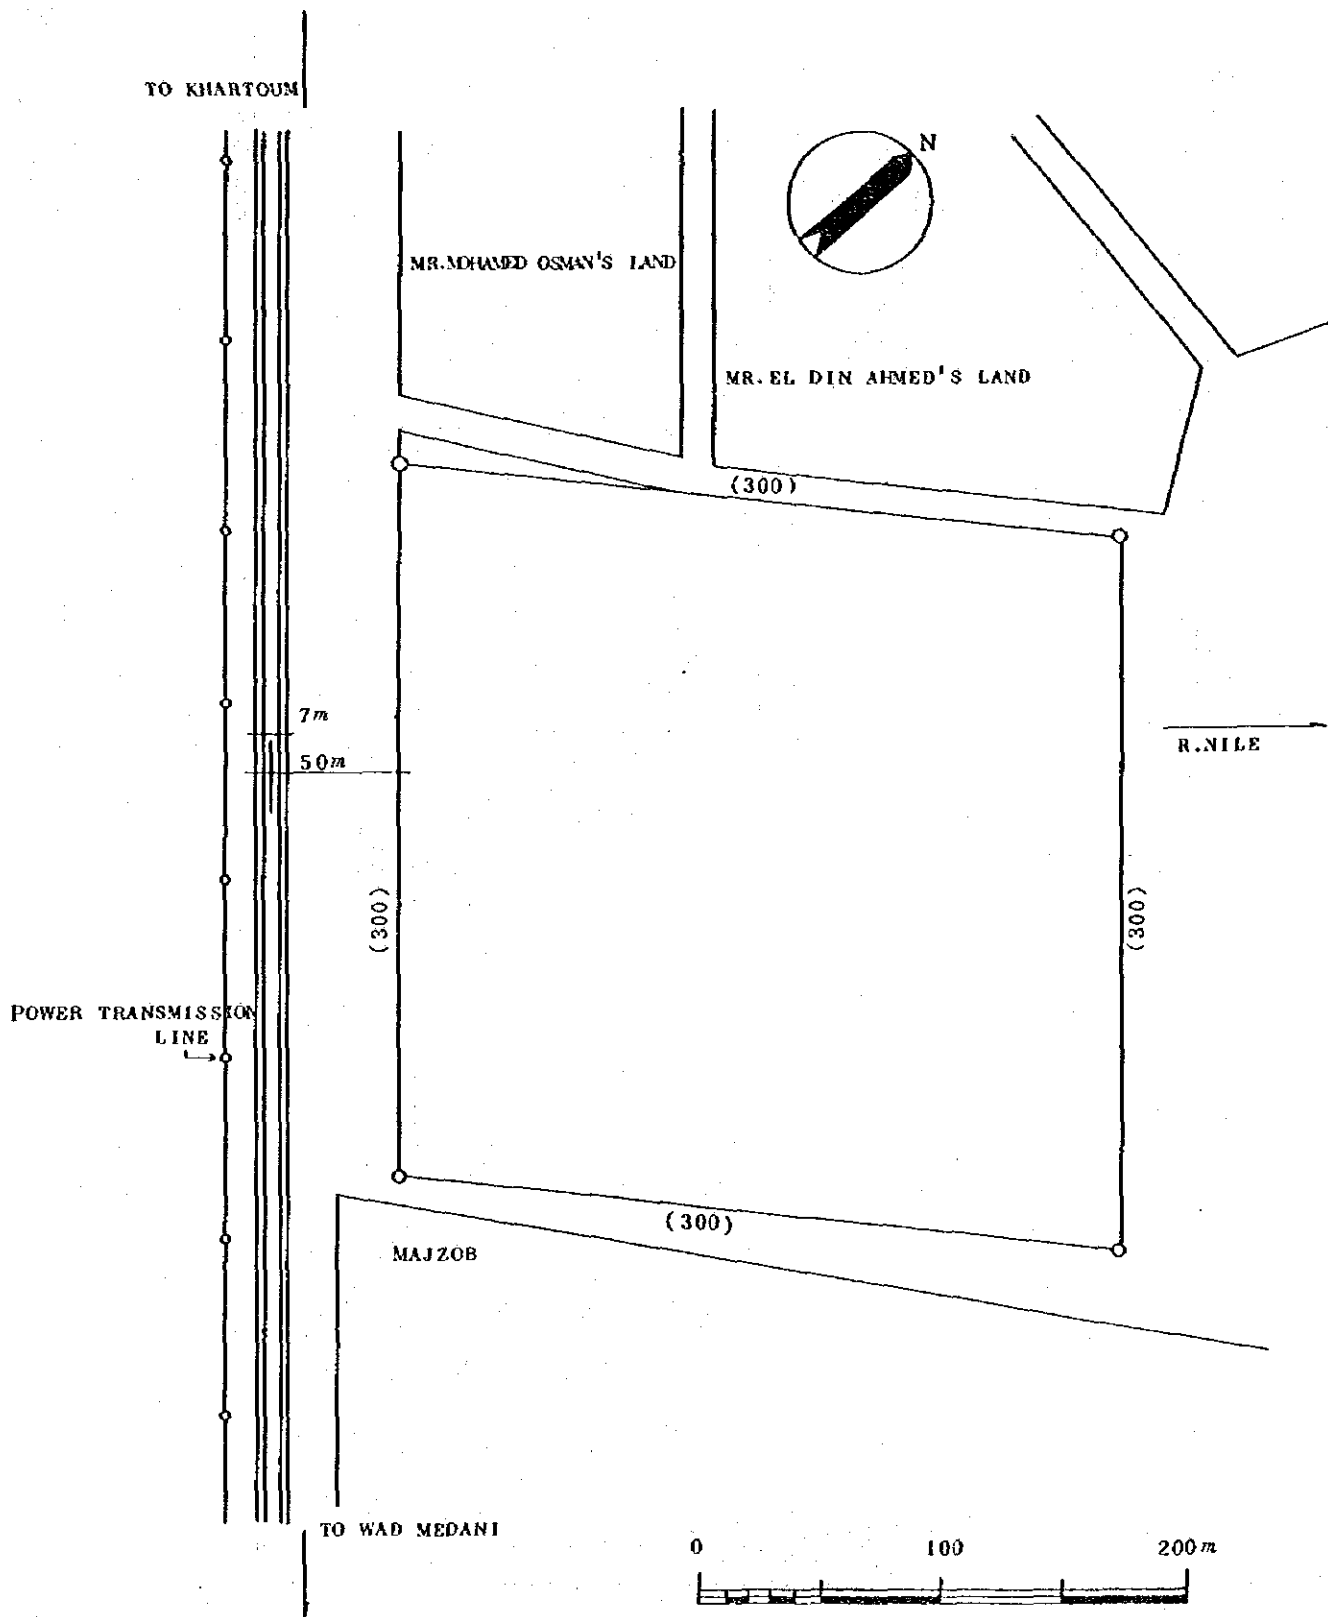 TO KHARTOUM
N
MR.MOHAMED OSMAN'S LAND
MR. EL DIN AHMED'S LAND
(300)
7m
50m
R.NILE
(300)
(300)
POWER TRANSMISSION
LINE
(300)
MAJZOB
TO WAD MEDANI
0 100 200m